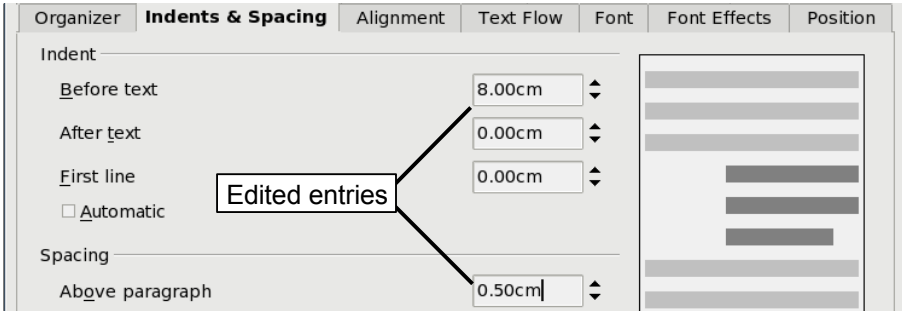 Organizer Indents & Spacing Alignment Text Flow Font Font Effects Position
Indent
Before text 8.00cm
After text 0.00cm
First line 0.00cm
Edited entries
Automatic
Spacing
Above paragraph 0.50cm